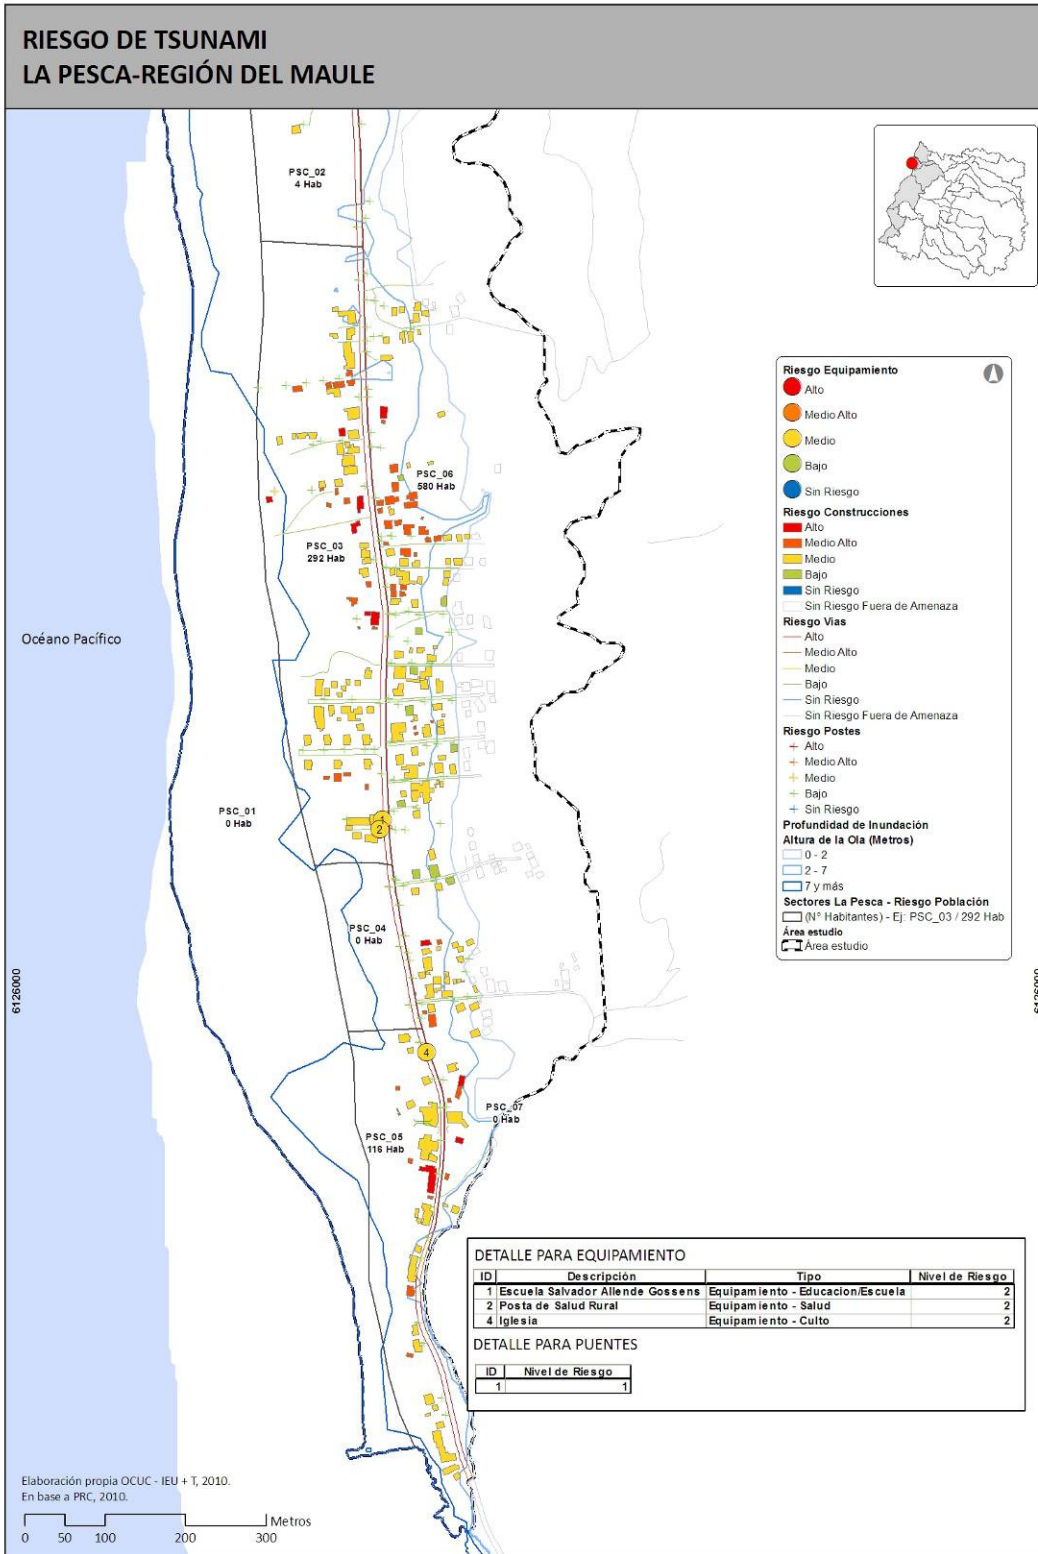 RIESGO DE TSUNAMI
LA PESCA-REGIÓN DEL MAULE
PSC_02
4 Hab
PSC_06
580 Hab
PSC_03
292 Hab
Océano Pacífico
PSC_01
0 Hab
1
2
PSC_04
0 Hab
6126000
6126000
4
PSC_07
0 Hab
PSC_05
116 Hab
Riesgo Equipamiento
Alto
Medio Alto
Medio
Bajo
Sin Riesgo
Riesgo Construcciones
Alto
Medio Alto
Medio
Bajo
Sin Riesgo
Sin Riesgo Fuera de Amenaza
Riesgo Vias
Alto
Medio Alto
Medio
Bajo
Sin Riesgo
Sin Riesgo Fuera de Amenaza
Riesgo Postes
Alto
Medio Alto
Medio
Bajo
Sin Riesgo
Profundidad de Inundación
Altura de la Ola (Metros)
0 - 2
2 - 7
7 y más
Sectores La Pesca - Riesgo Población
(N° Habitantes) - Ej: PSC_03 / 292 Hab
Área estudio
Área estudio
DETALLE PARA EQUIPAMIENTO
ID Descripción Tipo Nivel de Riesgo
1 Escuela Salvador Allende Gossens Equipamiento - Educacion/Escuela 2
2 Posta de Salud Rural Equipamiento - Salud 2
4 Iglesia Equipamiento - Culto 2
DETALLE PARA PUENTES
ID Nivel de Riesgo
1 1
Elaboración propia OCUC - IEU + T, 2010.
En base a PRC, 2010.
Metros
0 50 100 200 300